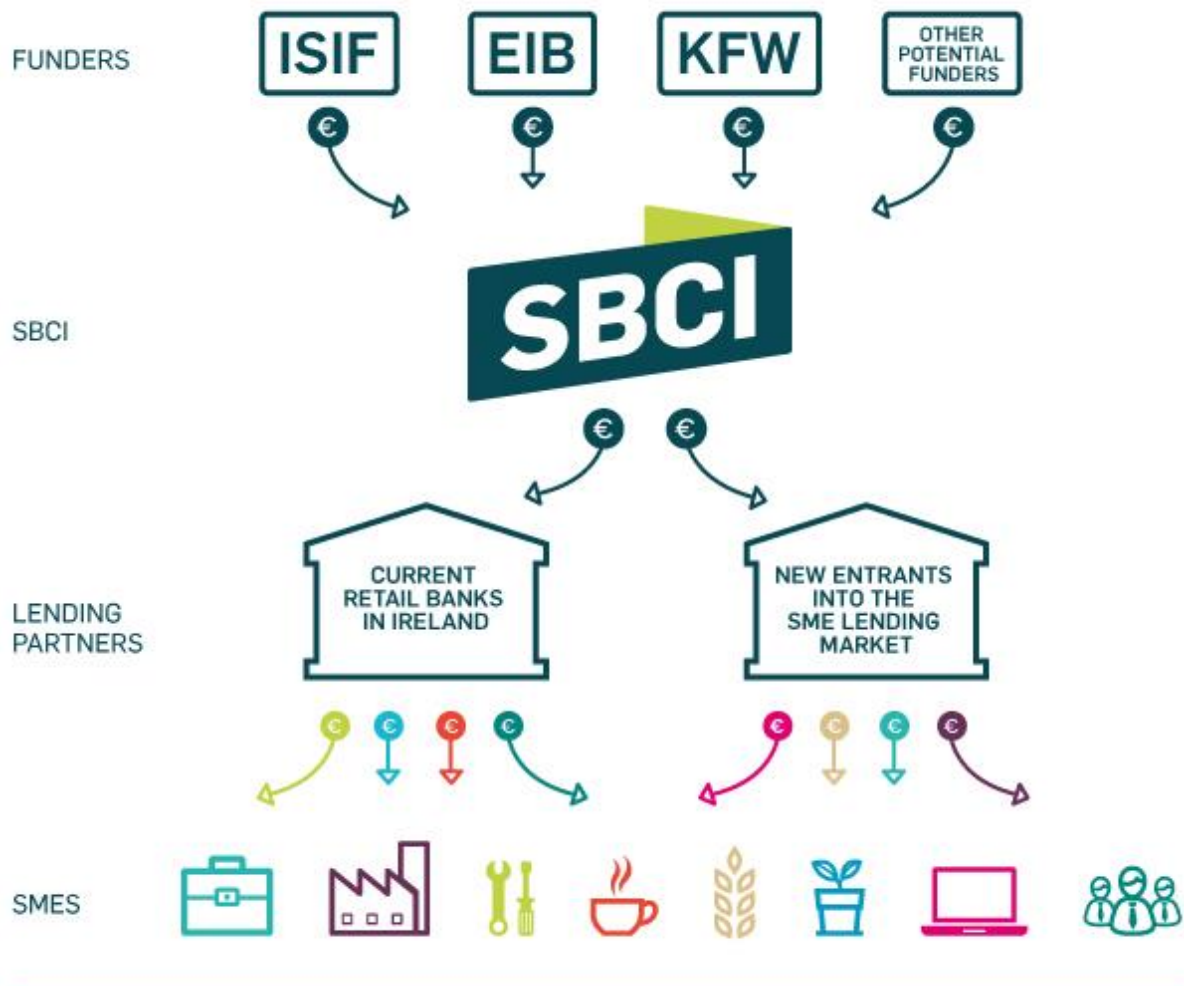 FUNDERS
ISIF
EIB
KFW
OTHER
POTENTIAL
FUNDERS
€
€
€
€
SBCI
SBCI
€
€
LENDING
PARTNERS
CURRENT
RETAIL BANKS
IN IRELAND
NEW ENTRANTS
INTO THE
SME LENDING
MARKET
€
€
€
€
€
€
€
€
SMES